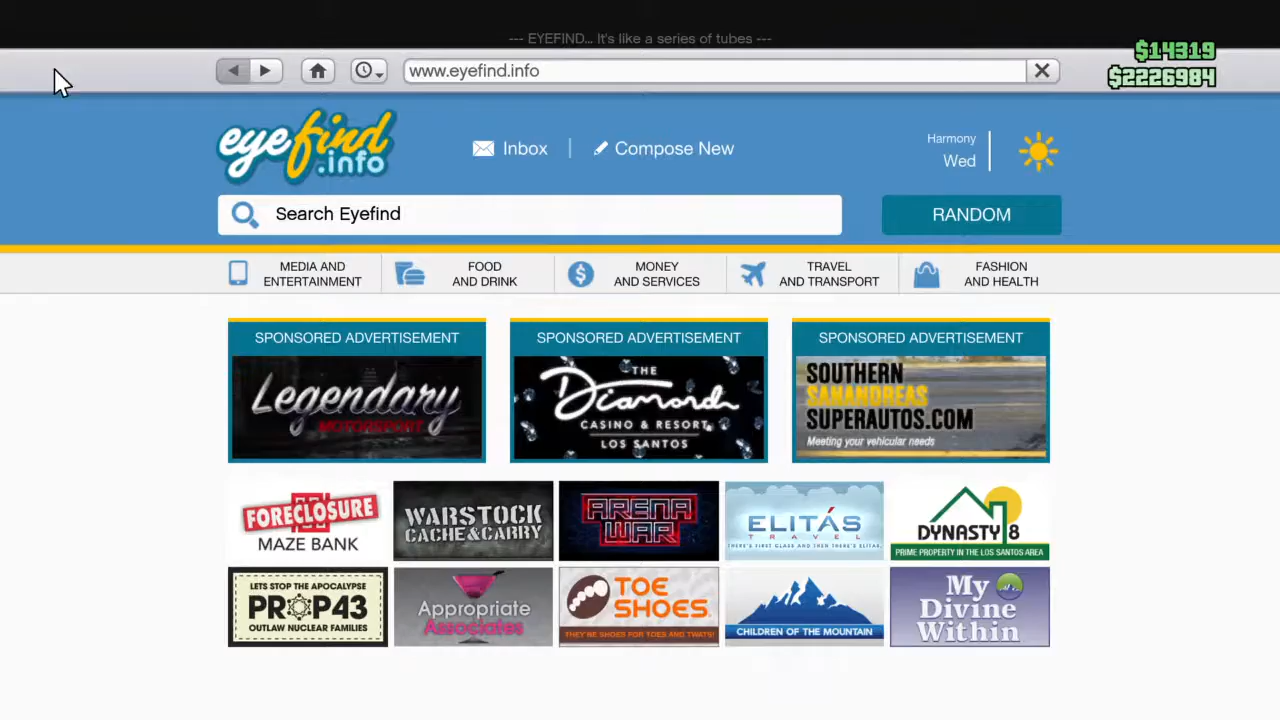 --- EYEFIND... It's like a series of tubes ---
$14319
www.eyefind.info
$2226984
eyefind
.info
Inbox
Compose New
Harmony
Wed
Search Eyefind
RANDOM
MEDIA AND
ENTERTAINMENT
FOOD
AND DRINK
MONEY
AND SERVICES
TRAVEL
AND TRANSPORT
FASHION
AND HEALTH
SPONSORED ADVERTISEMENT
Legendary
MOTORSPORT
SPONSORED ADVERTISEMENT
THE
Diamond
CASINO & RESORT
LOS SANTOS
SPONSORED ADVERTISEMENT
SOUTHERN
SANANDREAS
SUPERAUTOS.COM
Meeting your vehicular needs
FORECLOSURE
MAZE BANK
WARSTOCK
CACHE & CARRY
ARENA
WAR
ELITÁS
TRAVEL
THERE'S FIRST CLASS AND THEN THERE'S ELITAS
DYNASTY 8
PRIME PROPERTY IN THE LOS SANTOS AREA
LETS STOP THE APOCALYPSE
PROP43
OUTLAW NUCLEAR FAMILIES
Appropriate
Associates
TOE
SHOES
THEY'RE SHOES FOR TOES AND TWATS!
CHILDREN OF THE MOUNTAIN
My
Divine
Within